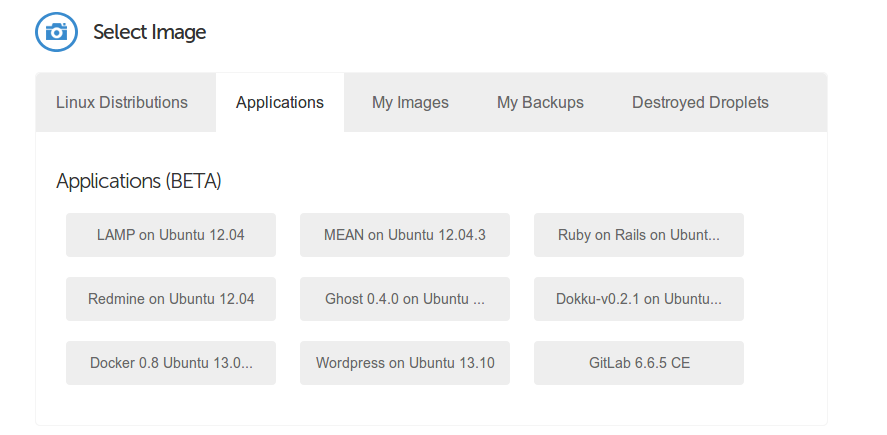 Select Image
Linux Distributions Applications My Images My Backups Destroyed Droplets
Applications (BETA)
LAMP on Ubuntu 12.04 MEAN on Ubuntu 12.04.3 Ruby on Rails on Ubunt...
Redmine on Ubuntu 12.04 Ghost 0.4.0 on Ubuntu ... Dokku-v0.2.1 on Ubuntu...
Docker 0.8 Ubuntu 13.0... Wordpress on Ubuntu 13.10 GitLab 6.6.5 CE